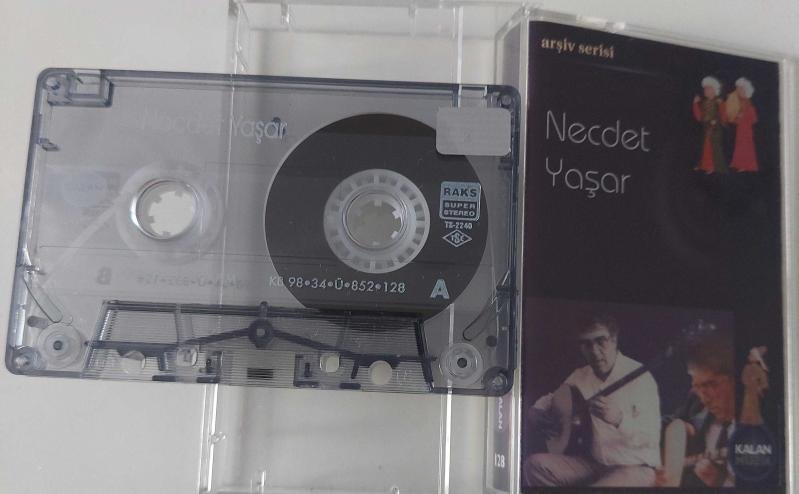 Necdet Yaşar
RAKS
SUPER
STEREO
TS-2240
TSE
KB 98•34•Ü•852•128
A
B
arşiv serisi
Necdet
Yaşar
KALAN
KALAN
128